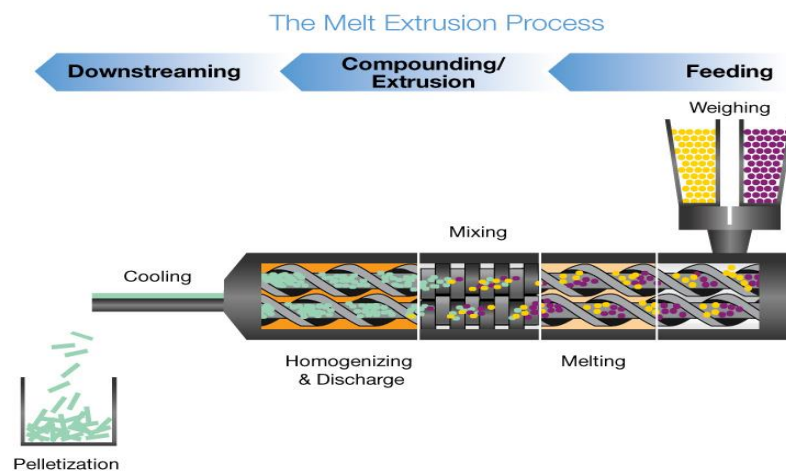 The Melt Extrusion Process
Downstreaming
Compounding/
Extrusion
Feeding
Weighing
Mixing
Cooling
Homogenizing
& Discharge
Melting
Pelletization